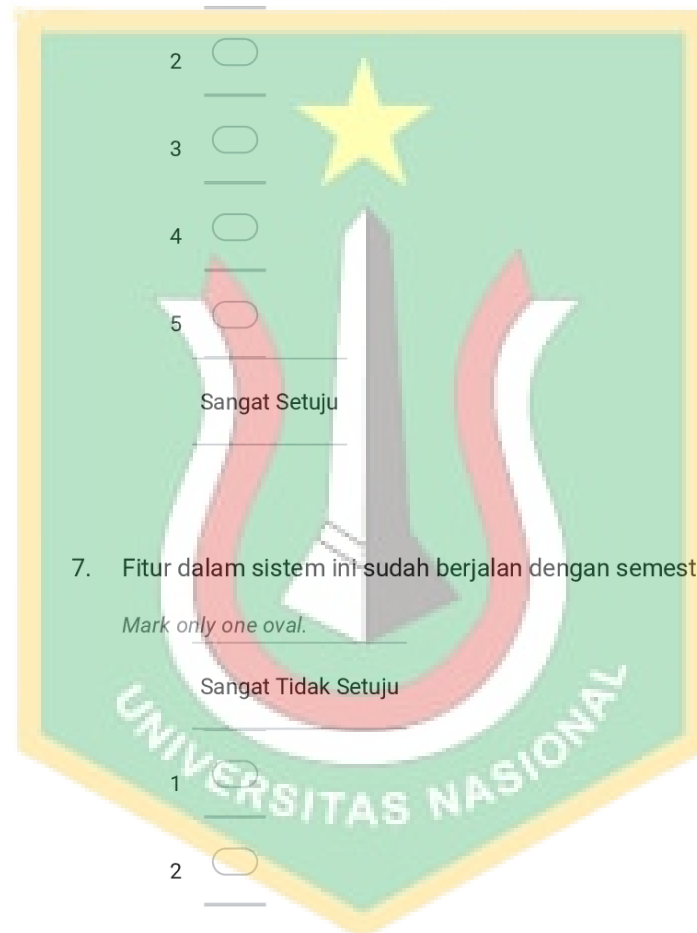 2
3
4
5
Sangat Setuju
7. Fitur dalam sistem ini sudah berjalan dengan
Mark only one oval.
Sangat Tidak Setuju
1
2
UNIVERSITAS NASIONAL